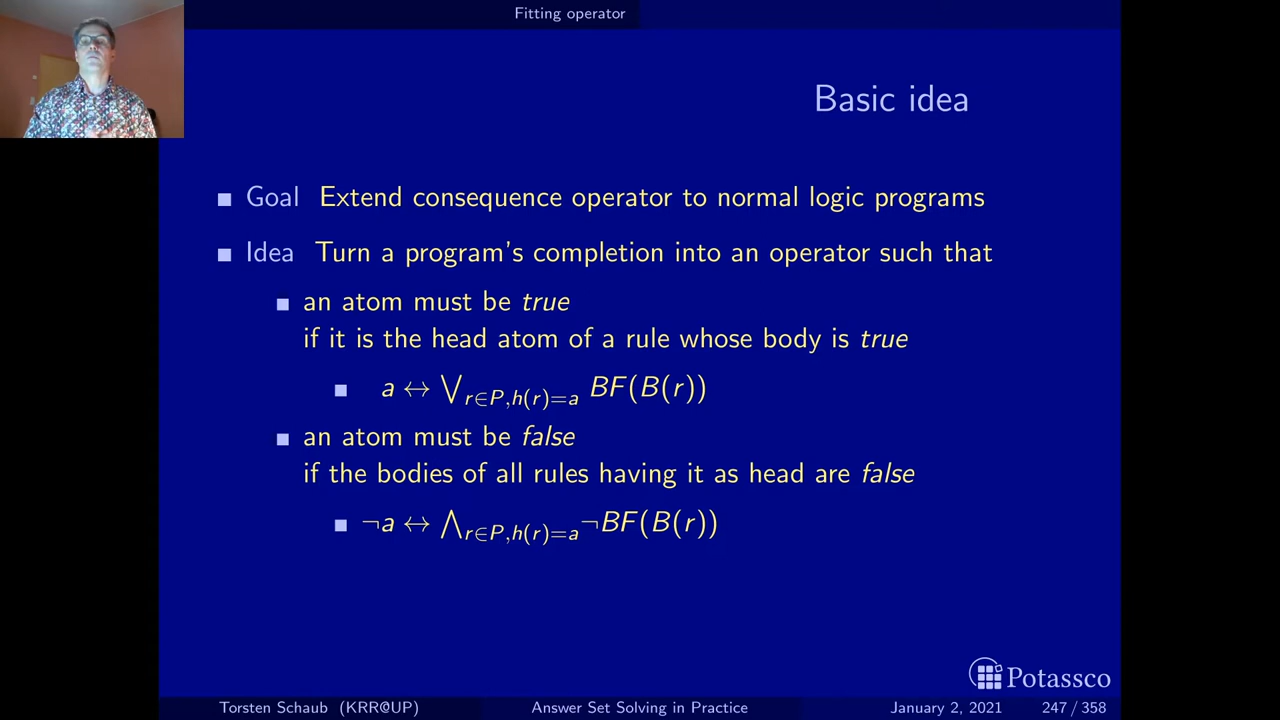 Fitting operator
Basic idea
■ Goal Extend consequence operator to normal logic programs
■ Idea Turn a program's completion into an operator such that
■ an atom must be true
if it is the head atom of a rule whose body is true
■ a ↔ ⋁r∈P,h(r)=a BF(B(r))
■ an atom must be false
if the bodies of all rules having it as head are false
■ ¬a ↔ ⋀r∈P,h(r)=a ¬BF(B(r))
Potassco
Torsten Schaub (KRR@UP) Answer Set Solving in Practice January 2, 2021 247 / 358